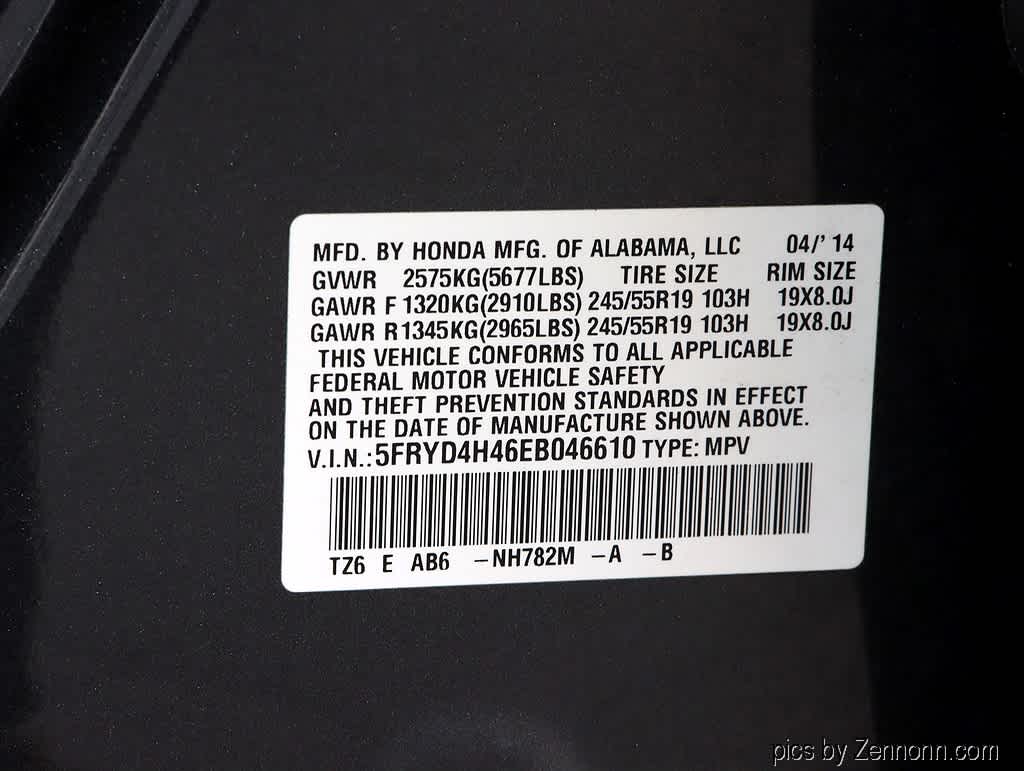 MFD. BY HONDA MFG. OF ALABAMA, LLC 04/'14
GVWR 2575KG(5677LBS) TIRE SIZE RIM SIZE
GAWR F 1320KG(2910LBS) 245/55R19 103H 19X8.0J
GAWR R 1345KG(2965LBS) 245/55R19 103H 19X8.0J
THIS VEHICLE CONFORMS TO ALL APPLICABLE
FEDERAL MOTOR VEHICLE SAFETY
AND THEFT PREVENTION STANDARDS IN EFFECT
ON THE DATE OF MANUFACTURE SHOWN ABOVE.
V.I.N.: 5FRYD4H46EB046610 TYPE: MPV
TZ6 E AB6 -NH782M -A -B
pics by Zennonn.com